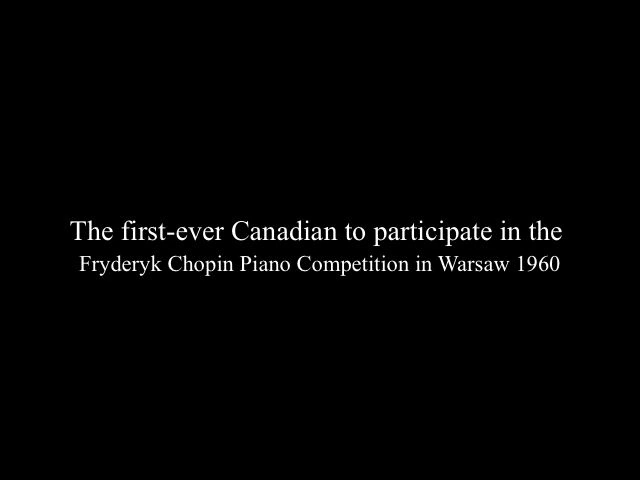 The first-ever Canadian to participate in the
Fryderyk Chopin Piano Competition in Warsaw 1960